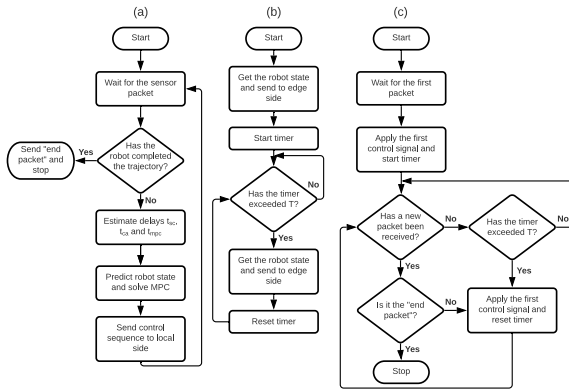 (a)
Start
Wait for the sensor
packet
Has the
robot completed
the trajectory?
Yes
Send "end
packet" and
stop
No
Estimate delays tsc,
tca and tmpc
Predict robot state
and solve MPC
Send control
sequence to local
side
(b)
Start
Get the robot state
and send to edge
side
Start timer
Has the timer
exceeded T?
No
Yes
Get the robot state
and send to edge
side
Reset timer
(c)
Start
Wait for the first
packet
Apply the first
control signal and
start timer
Has a new
packet been
received?
No
Has the timer
exceeded T?
No
Yes
Yes
Is it the "end
packet"?
No
Apply the first
control signal and
reset timer
Yes
Stop